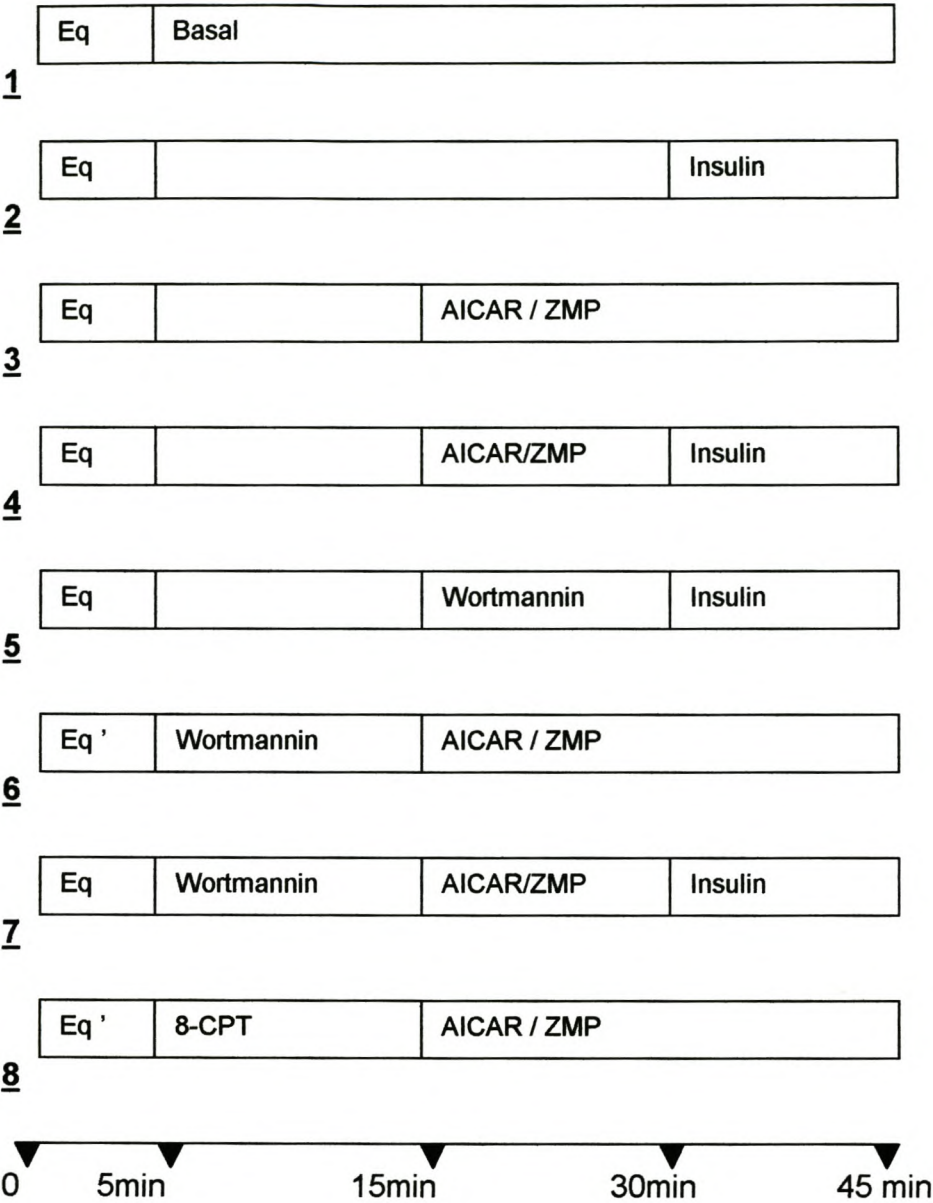 Eq Basal
1
Eq Insulin
2
Eq AICAR / ZMP
3
Eq AICAR/ZMP Insulin
4
Eq Wortmannin Insulin
5
Eq ' Wortmannin AICAR / ZMP
6
Eq Wortmannin AICAR/ZMP Insulin
7
Eq ' 8-CPT AICAR / ZMP
8
0 5min 15min 30min 45 min